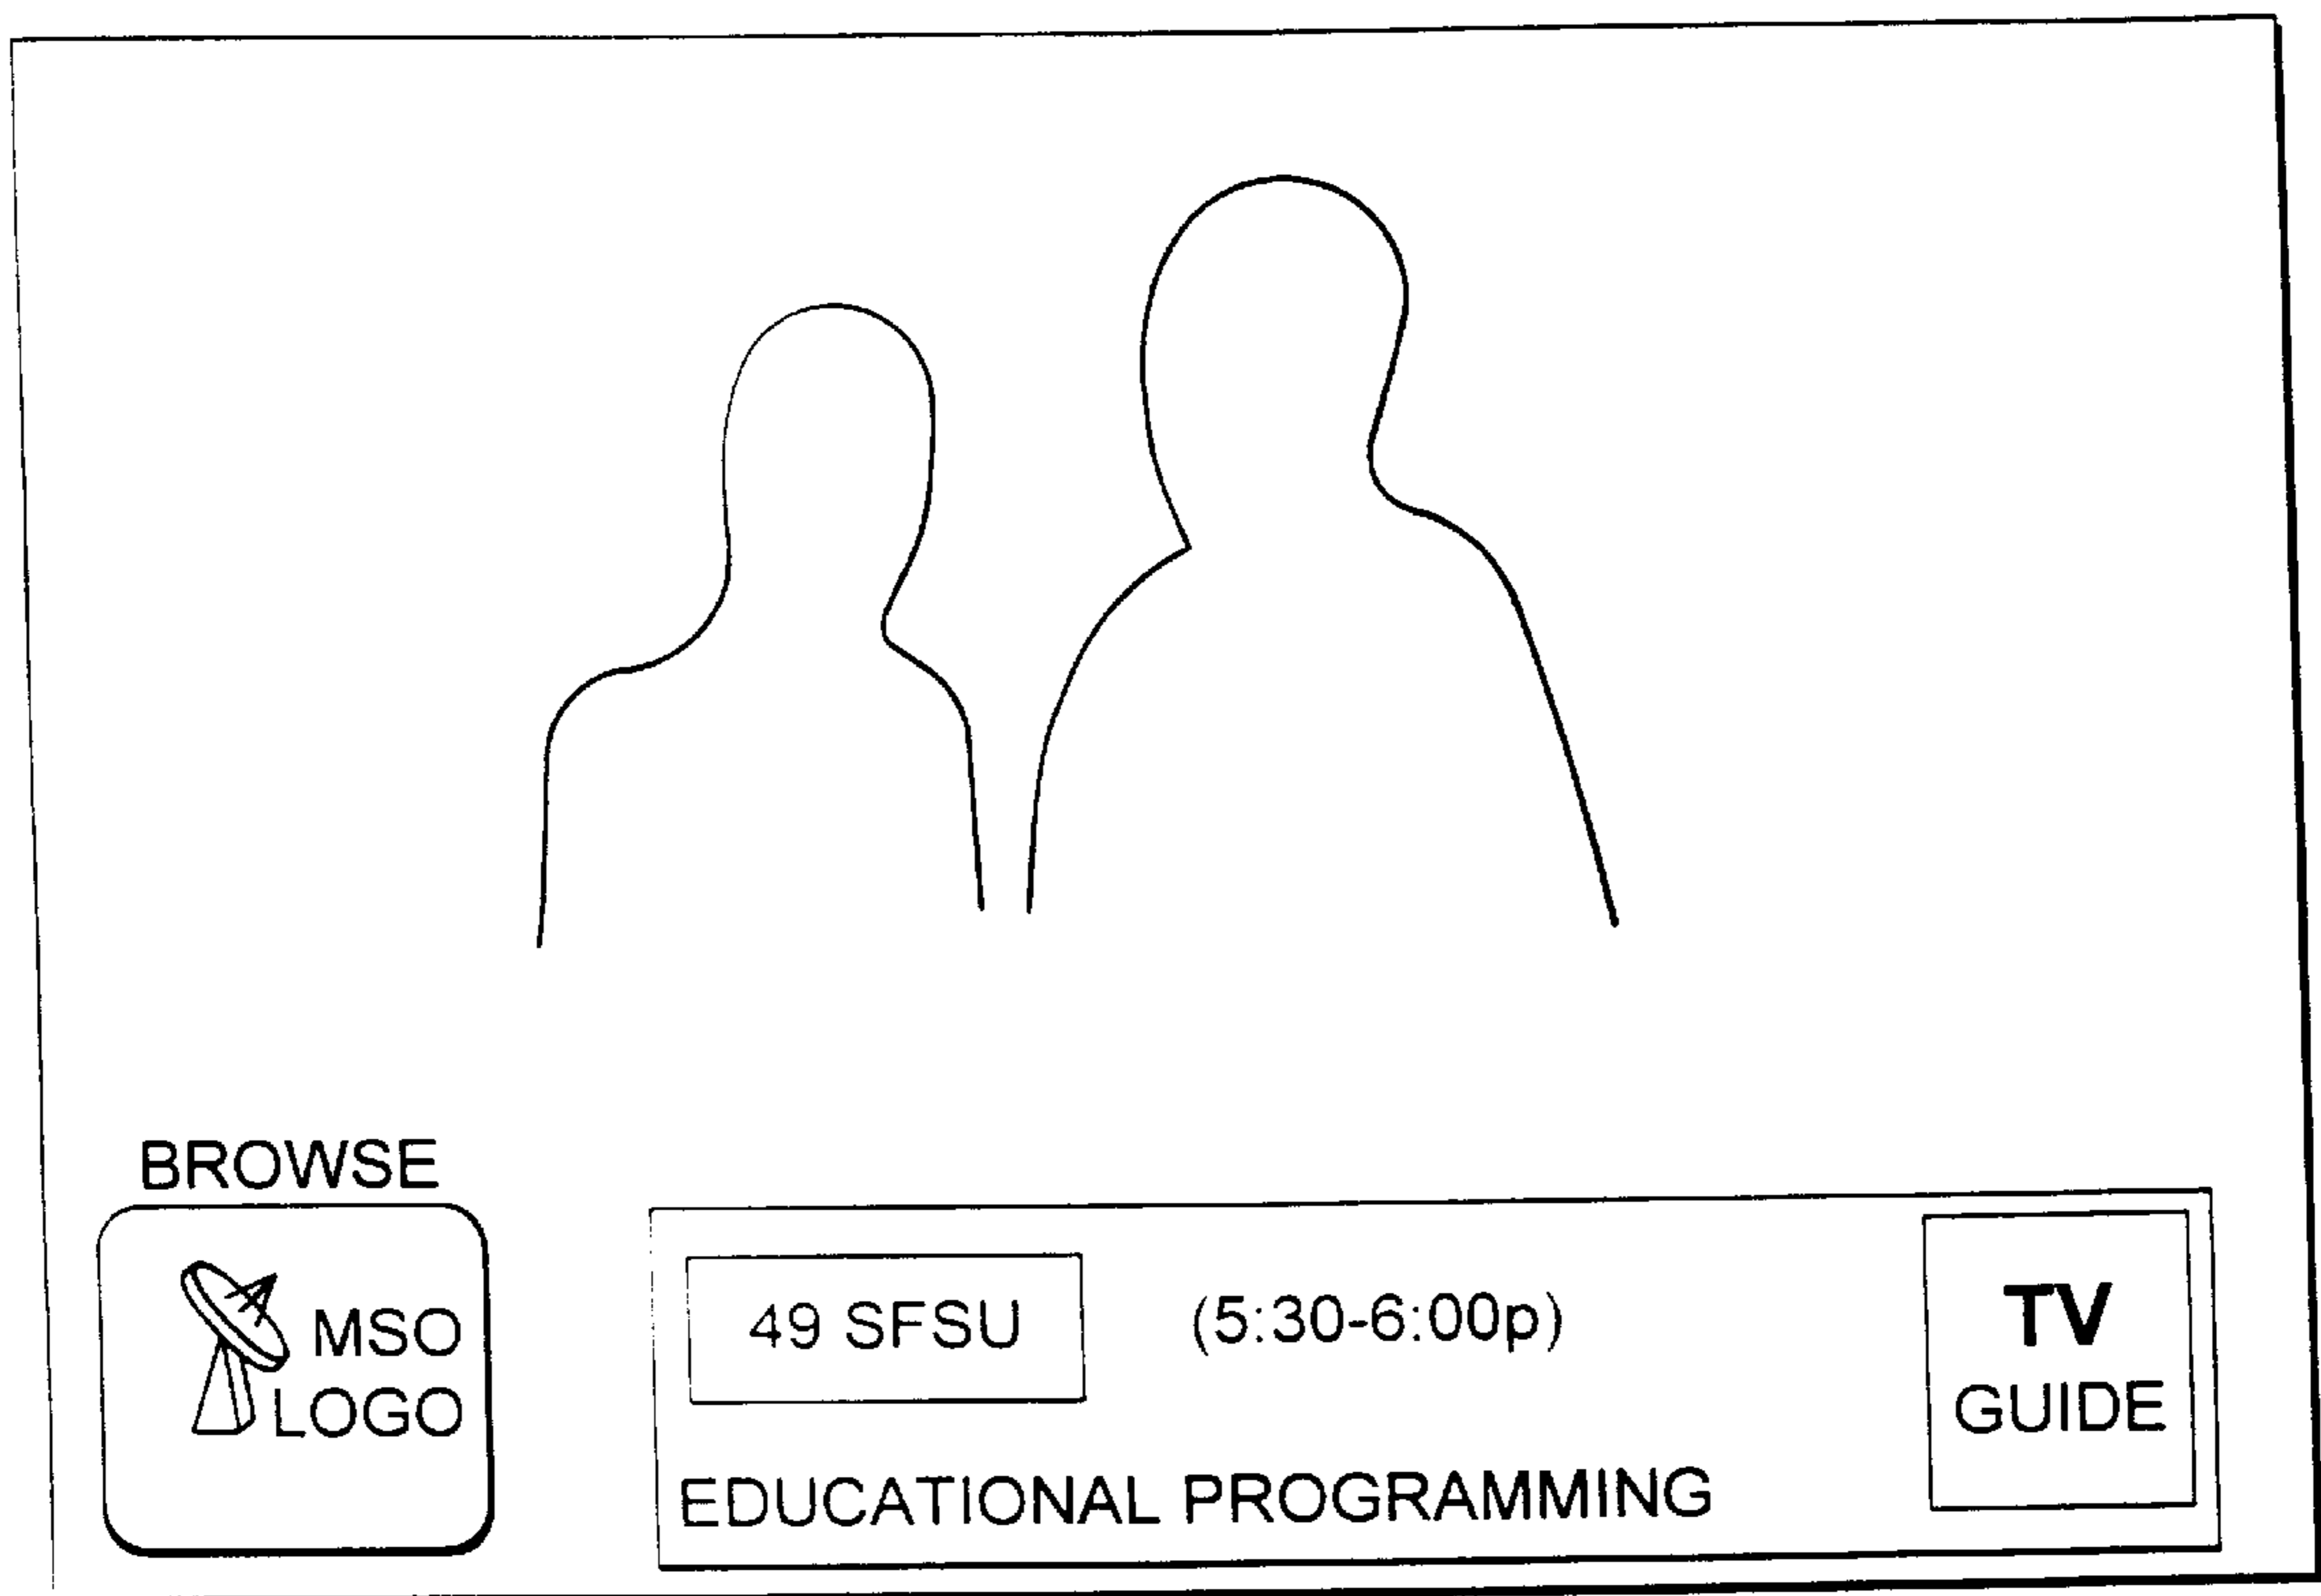 BROWSE
MSO
LOGO
49 SFSU
(5:30-6:00p)
TV
GUIDE
EDUCATIONAL PROGRAMMING